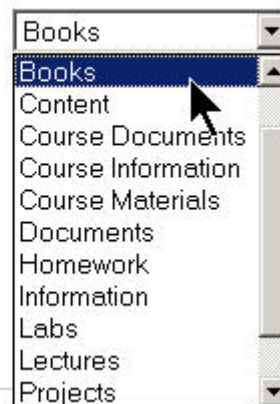 Books
Books
Content
Course Documents
Course Information
Course Materials
Documents
Homework
Information
Labs
Lectures
Projects